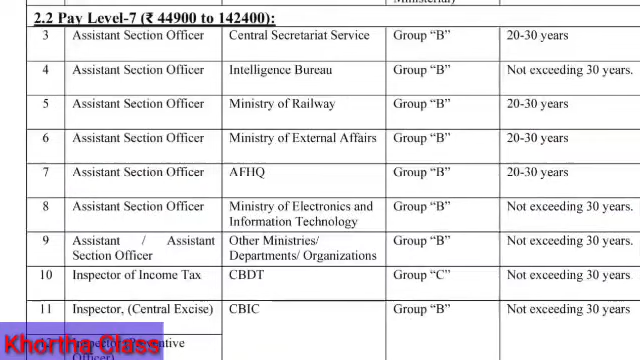 Ministerial)
2.2 Pay Level-7 (₹ 44900 to 142400):
3 Assistant Section Officer Central Secretariat Service Group “B” 20-30 years
4 Assistant Section Officer Intelligence Bureau Group “B” Not exceeding 30 years.
5 Assistant Section Officer Ministry of Railway Group “B” 20-30 years
6 Assistant Section Officer Ministry of External Affairs Group “B” 20-30 years
7 Assistant Section Officer AFHQ Group “B” 20-30 years
8 Assistant Section Officer Ministry of Electronics and Group “B” Not exceeding 30 years.
Information Technology
9 Assistant / Assistant Other Ministries/ Group “B” Not exceeding 30 years.
Section Officer Departments/ Organizations
10 Inspector of Income Tax CBDT Group “C” Not exceeding 30 years
11 Inspector, (Central Excise) CBIC Group “B” Not exceeding 30 years
Khortha Class
12 Inspector (Preventive
Officer)